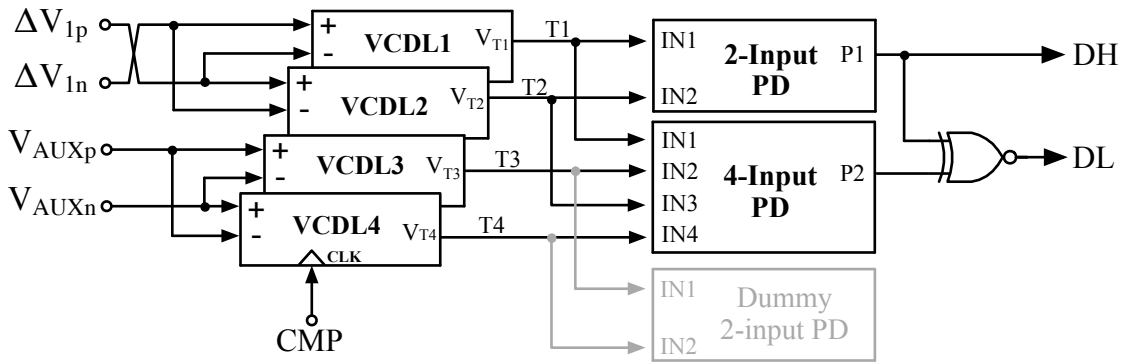 ΔV1p
ΔV1n
VAUXp
VAUXn
+
-
VCDL1
VT1
+
-
VCDL2
VT2
+
-
VCDL3
VT3
+
-
VCDL4
VT4
CLK
CMP
T1
T2
T3
T4
IN1
IN2
2-Input
PD
P1
IN1
IN2
IN3
IN4
4-Input
PD
P2
IN1
IN2
Dummy
2-input PD
DH
DL